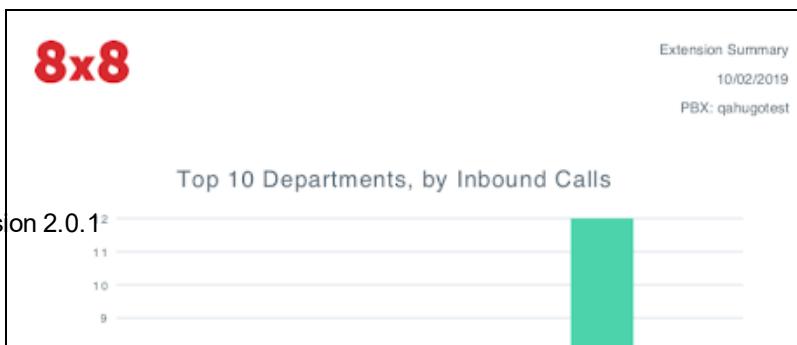 8x8
Extension Summary
10/02/2019
PBX: qahugotest
Top 10 Departments, by Inbound Calls
sion 2.0.1
2
11
10
9